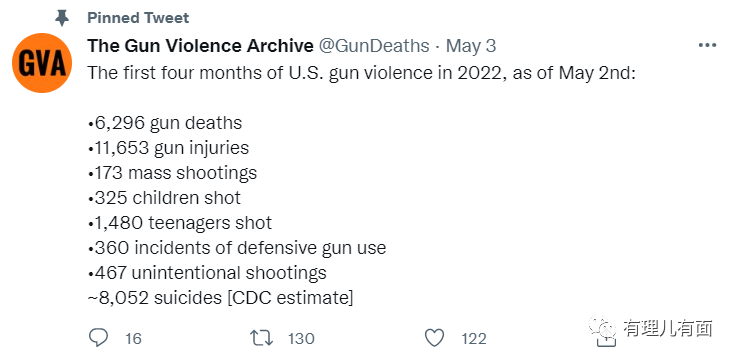 Pinned Tweet
GVA
The Gun Violence Archive @GunDeaths · May 3
The first four months of U.S. gun violence in 2022, as of May 2nd:
•6,296 gun deaths
•11,653 gun injuries
•173 mass shootings
•325 children shot
•1,480 teenagers shot
•360 incidents of defensive gun use
•467 unintentional shootings
~8,052 suicides [CDC estimate]
16 130 122
有理儿有面